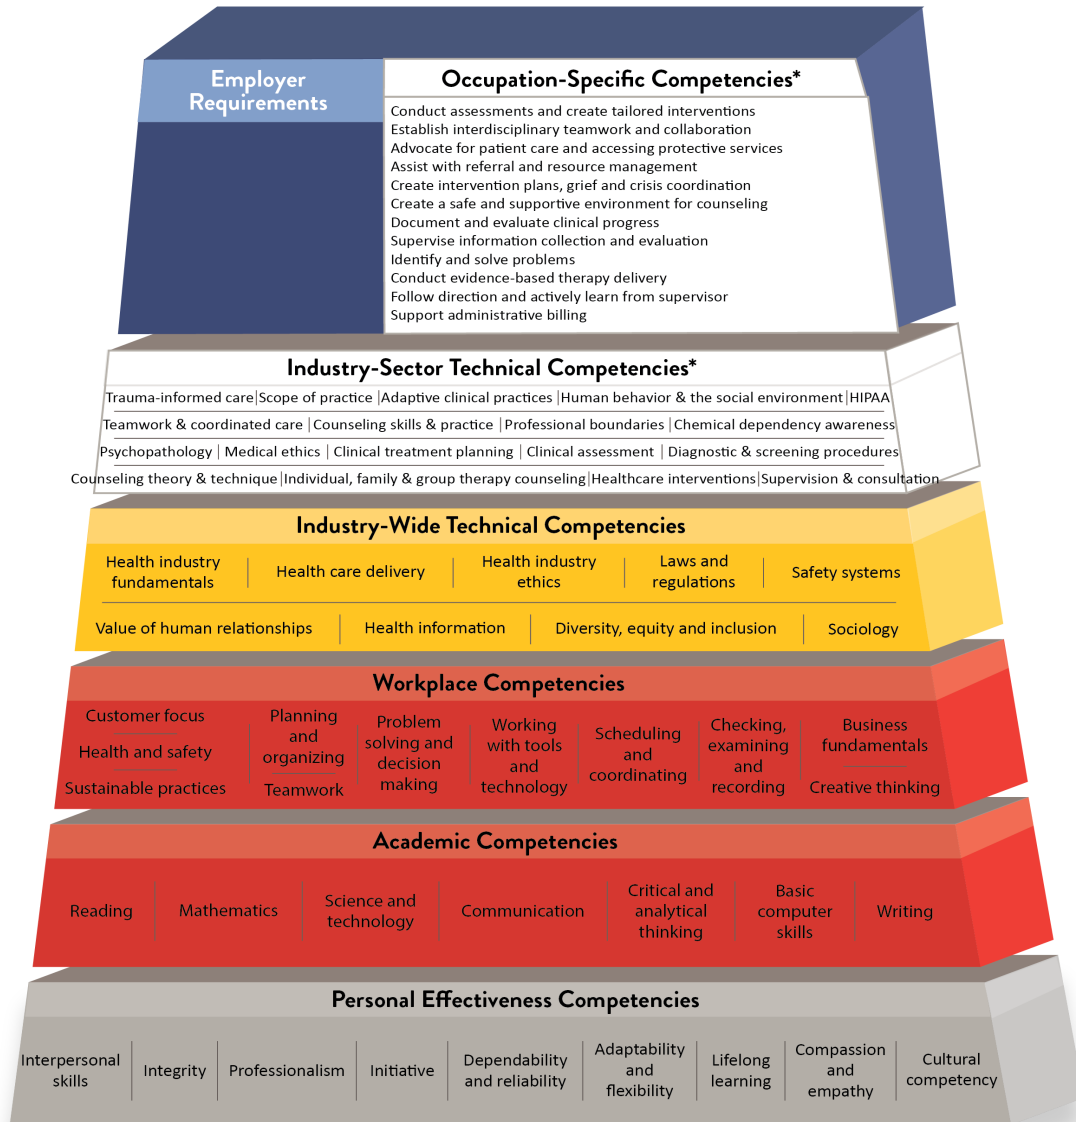 Employer
Requirements
Occupation-Specific Competencies*
Conduct assessments and create tailored interventions
Establish interdisciplinary teamwork and collaboration
Advocate for patient care and accessing protective services
Assist with referral and resource management
Create intervention plans, grief and crisis coordination
Create a safe and supportive environment for counseling
Document and evaluate clinical progress
Supervise information collection and evaluation
Identify and solve problems
Conduct evidence-based therapy delivery
Follow direction and actively learn from supervisor
Support administrative billing
Industry-Sector Technical Competencies*
Trauma-informed care|Scope of practice |Adaptive clinical practices |Human behavior & the social environment|HIPAA
Teamwork & coordinated care | Counseling skills & practice | Professional boundaries | Chemical dependency awareness
Psychopathology | Medical ethics | Clinical treatment planning | Clinical assessment | Diagnostic & screening procedures
Counseling theory & technique|Individual, family & group therapy counseling|Healthcare interventions|Supervision & consultation
Industry-Wide Technical Competencies
Health industry
fundamentals
Health care delivery
Health industry
ethics
Laws and
regulations
Safety systems
Value of human relationships
Health information
Diversity, equity and inclusion
Sociology
Workplace Competencies
Customer focus
Health and safety
Sustainable practices
Planning
and
organizing
Teamwork
Problem
solving and
decision
making
Working
with tools
and
technology
Scheduling
and
coordinating
Checking,
examining
and
recording
Business
fundamentals
Creative thinking
Academic Competencies
Reading
Mathematics
Science and
technology
Communication
Critical and
analytical
thinking
Basic
computer
skills
Writing
Personal Effectiveness Competencies
Interpersonal
skills
Integrity
Professionalism
Initiative
Dependability
and reliability
Adaptability
and
flexibility
Lifelong
learning
Compassion
and
empathy
Cultural
competency